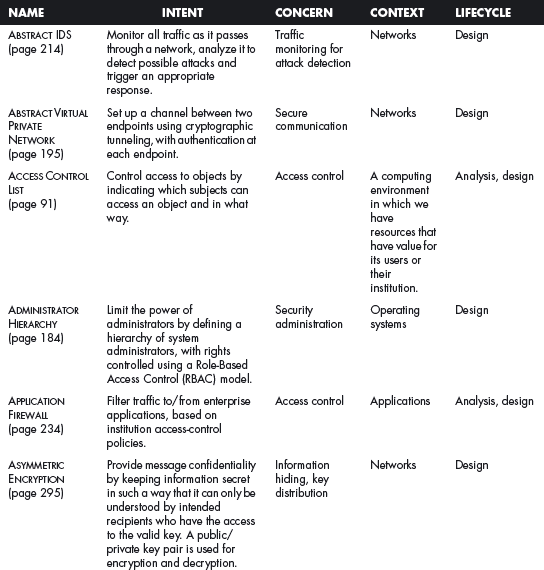 NAME INTENT CONCERN CONTEXT LIFECYCLE
ABSTRACT IDS Monitor all traffic as it passes Traffic Networks Design
(page 214) through a network, analyze it to monitoring for
detect possible attacks and attack detection
trigger an appropriate
response.
ABSTRACT VIRTUAL Set up a channel between two Secure Networks Design
PRIVATE endpoints using cryptographic communication
NETWORK tunneling, with authentication at
(page 195) each endpoint.
ACCESS CONTROL Control access to objects by Access control A computing Analysis, design
LIST indicating which subjects can environment
(page 91) access an object and in what in which we
way. have
resources that
have value for
its users or
their
institution.
ADMINISTRATOR Limit the power of Security Operating Design
HIERARCHY administrators by defining a administration systems
(page 184) hierarchy of system
administrators, with rights
controlled using a Role-Based
Access Control (RBAC) model.
APPLICATION Filter traffic to/from enterprise Access control Applications Analysis, design
FIREWALL applications, based on
(page 234) institution access-control
policies.
ASYMMETRIC Provide message confidentiality Information Networks Design
ENCRYPTION by keeping information secret hiding, key
(page 295) in such a way that it can only be distribution
understood by intended
recipients who have the access
to the valid key. A public/
private key pair is used for
encryption and decryption.